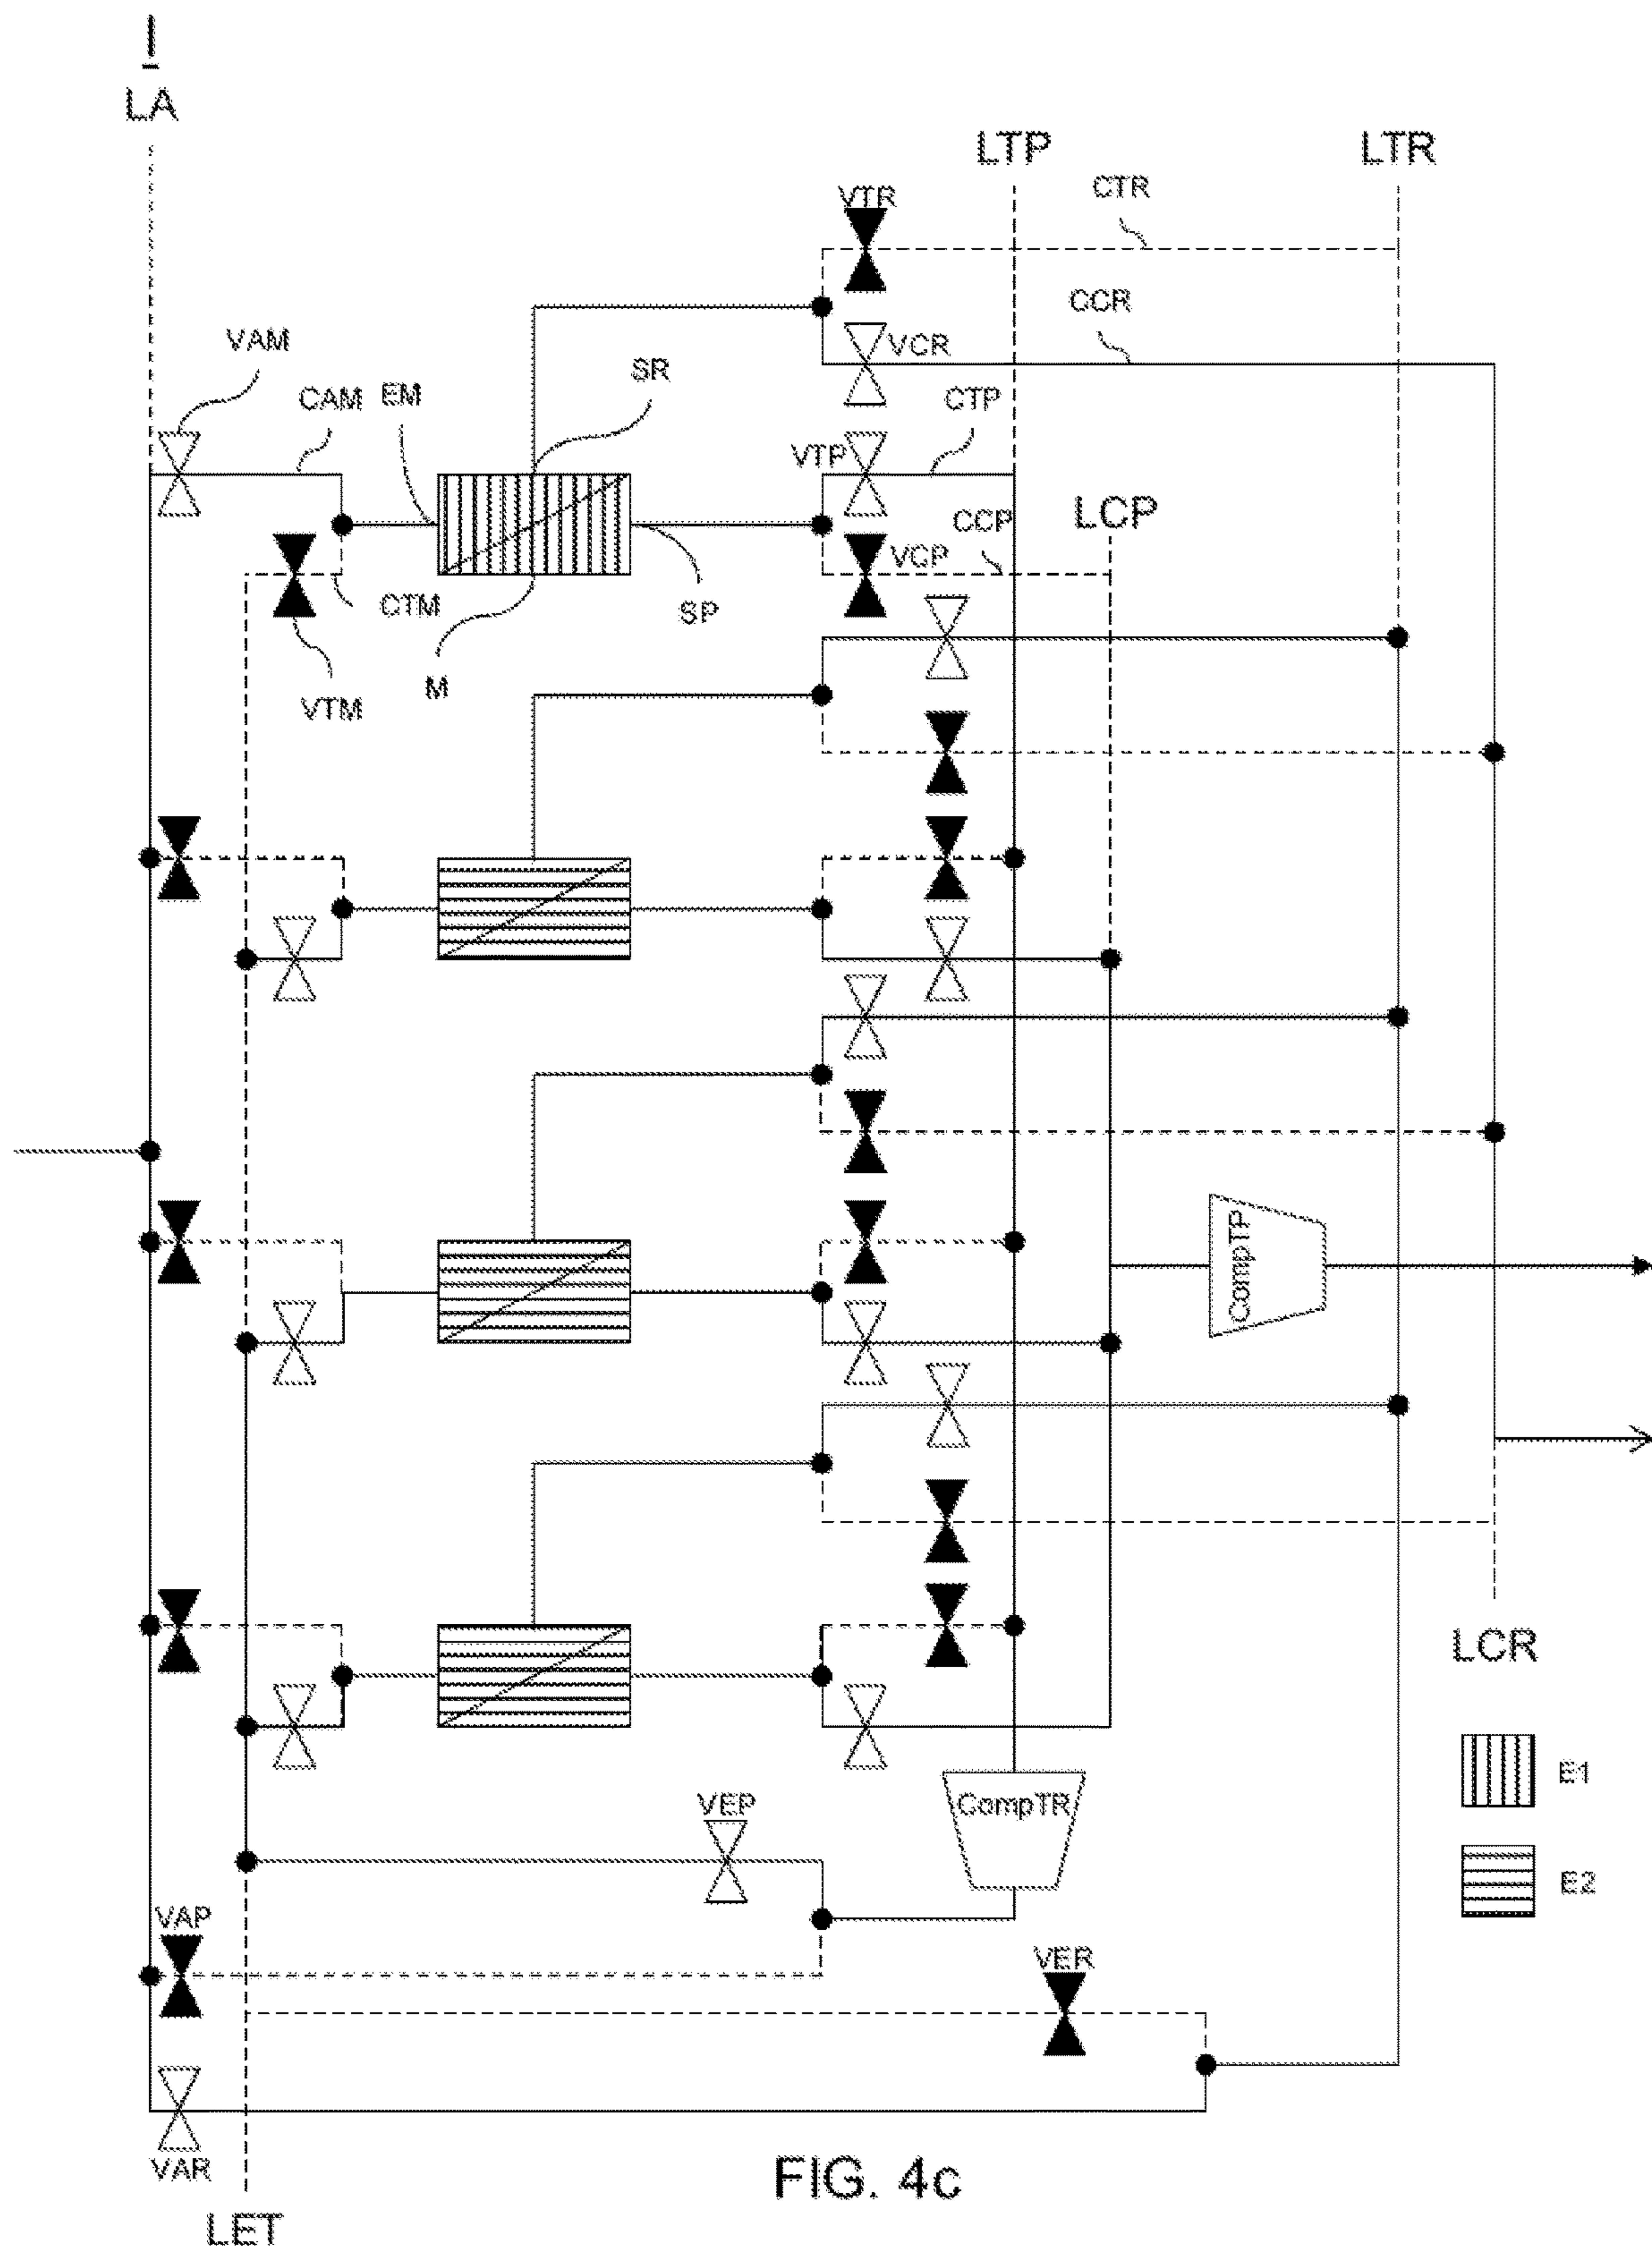 I
LA
LTP
LTR
VTR
CTR
CCR
VAM
VCR
SR
CAM
EM
CTP
VTP
LCP
CCP
VCP
CTM
SP
M
VTM
CompTP
LCR
E1
VEP
CompTR
E2
VAP
VER
VAR
FIG. 4c
LET